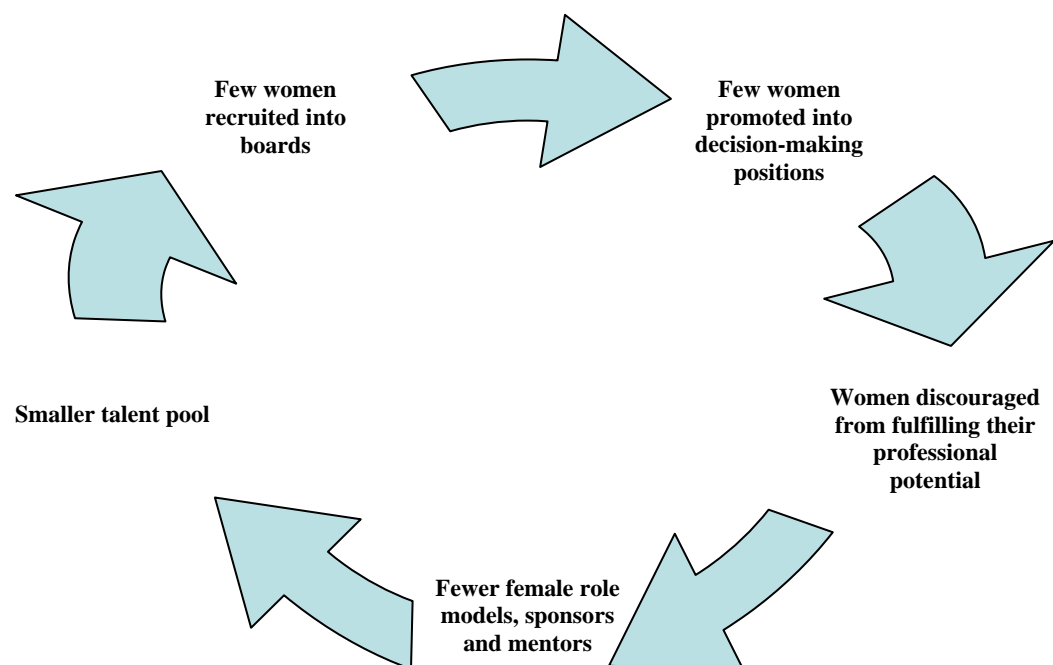 Few women
recruited into
boards
Few women
promoted into
decision-making
positions
Women discouraged
from fulfilling their
professional
potential
Fewer female role
models, sponsors
and mentors
Smaller talent pool